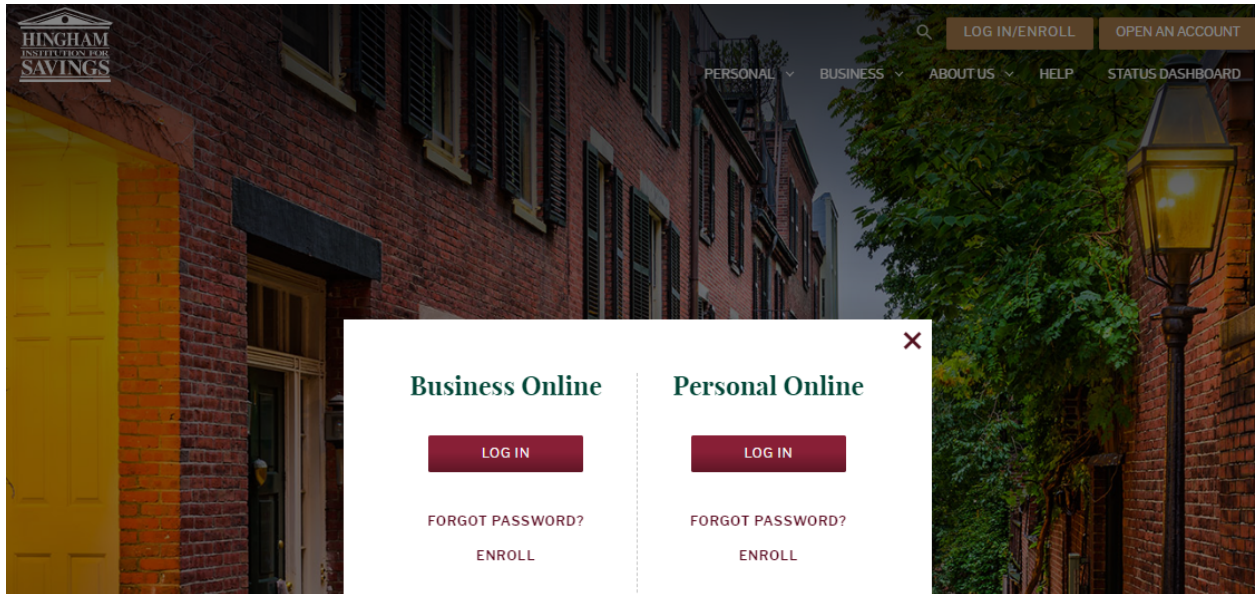 HINGHAM
INSTITUTION FOR
SAVINGS
LOG IN/ENROLL
OPEN AN ACCOUNT
PERSONAL
BUSINESS
ABOUT US
HELP
STATUS DASHBOARD
Business Online
LOG IN
FORGOT PASSWORD?
ENROLL
Personal Online
LOG IN
FORGOT PASSWORD?
ENROLL